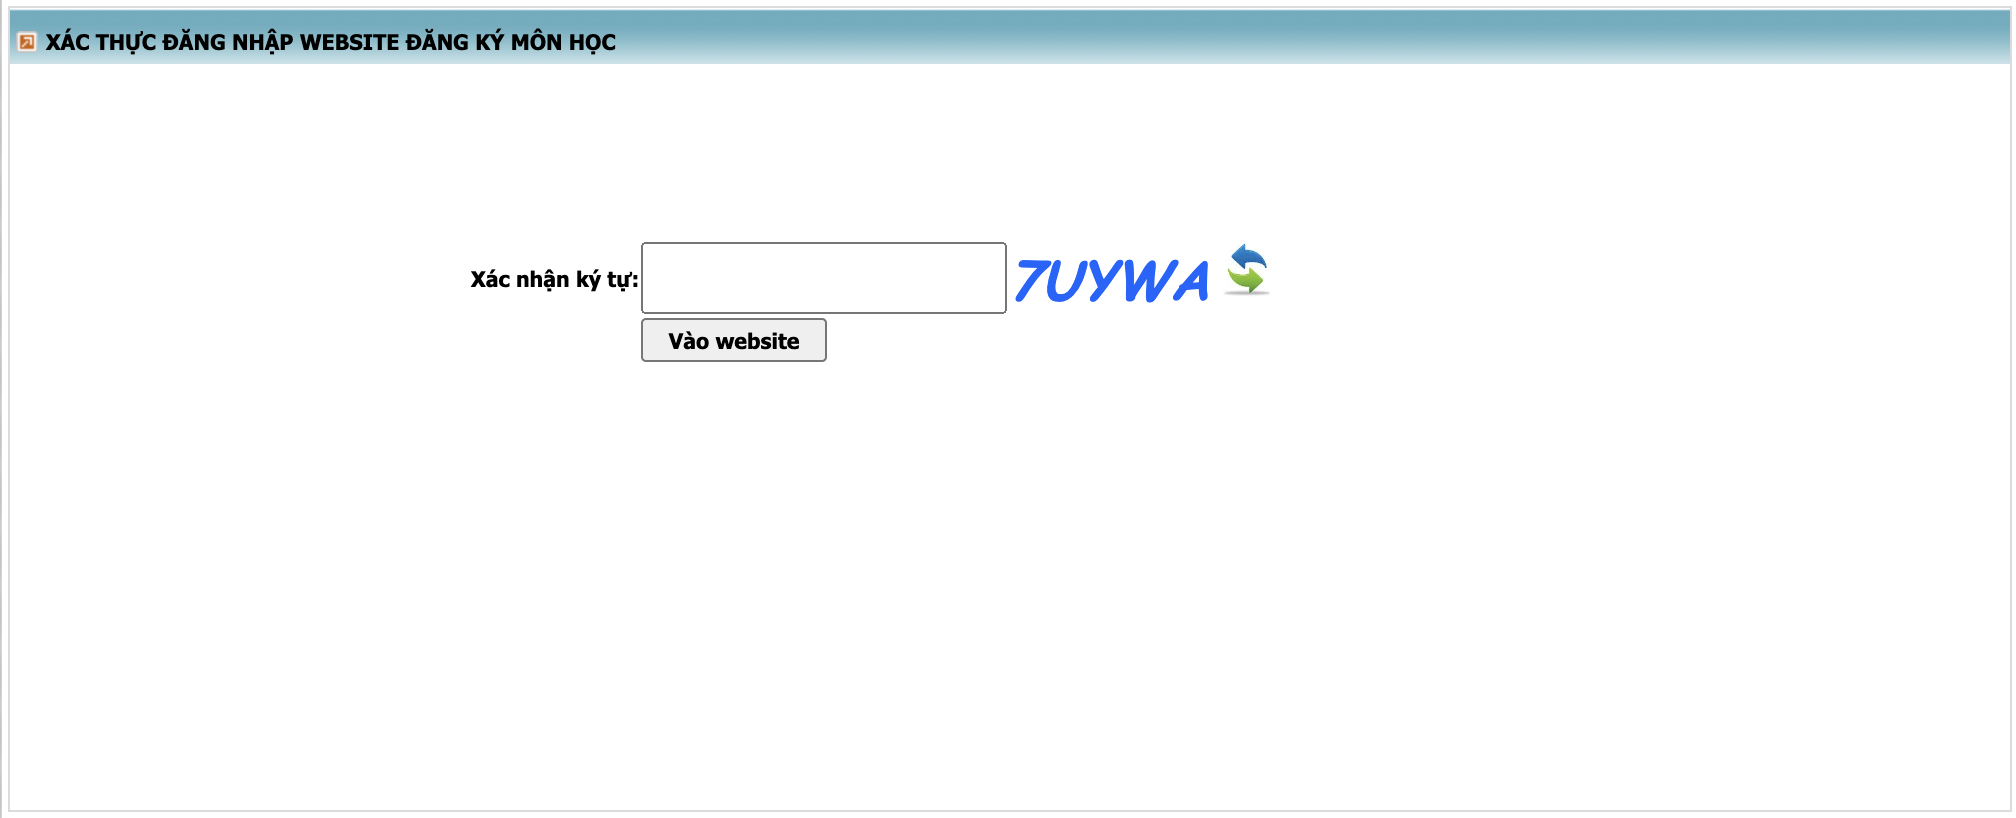 XÁC THỰC ĐĂNG NHẬP WEBSITE ĐĂNG KÝ MÔN HỌC
Xác nhận ký tự: 7UYWA
Vào website